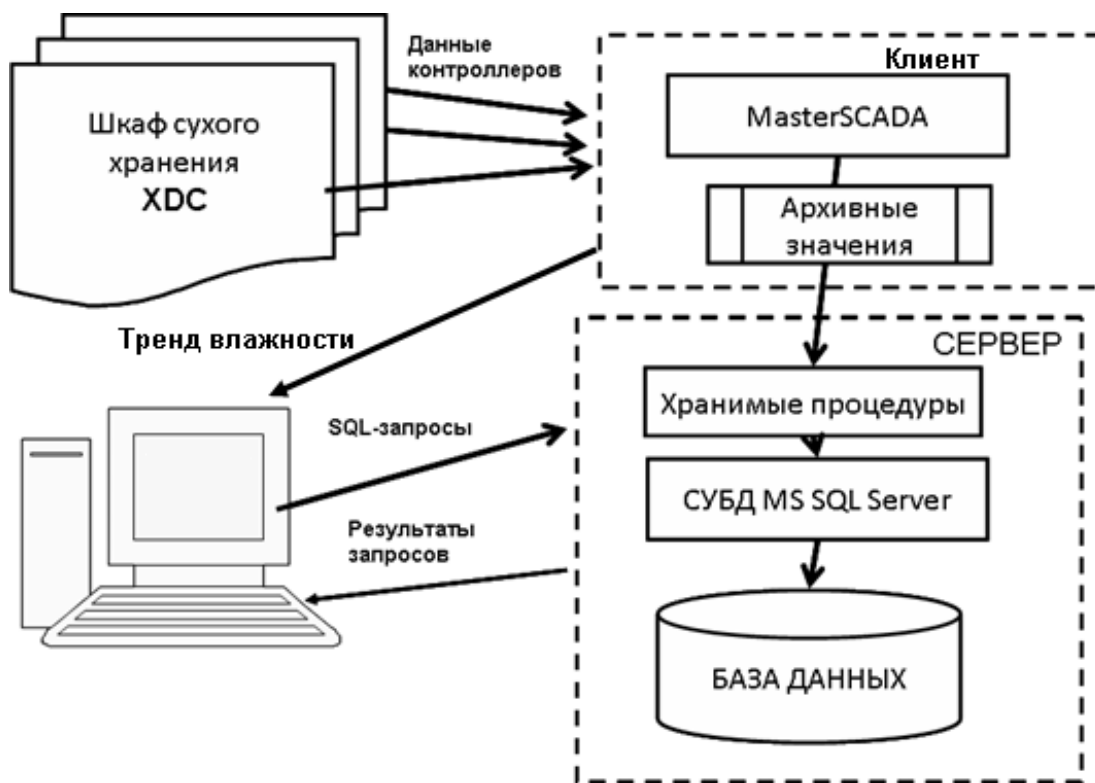 Данные
контроллеров
Шкаф сухого
хранения
XDC
Клиент
MasterSCADA
Архивные
значения
Тренд влажности
СЕРВЕР
Хранимые процедуры
SQL-запросы
СУБД MS SQL Server
Результаты
запросов
БАЗА ДАННЫХ